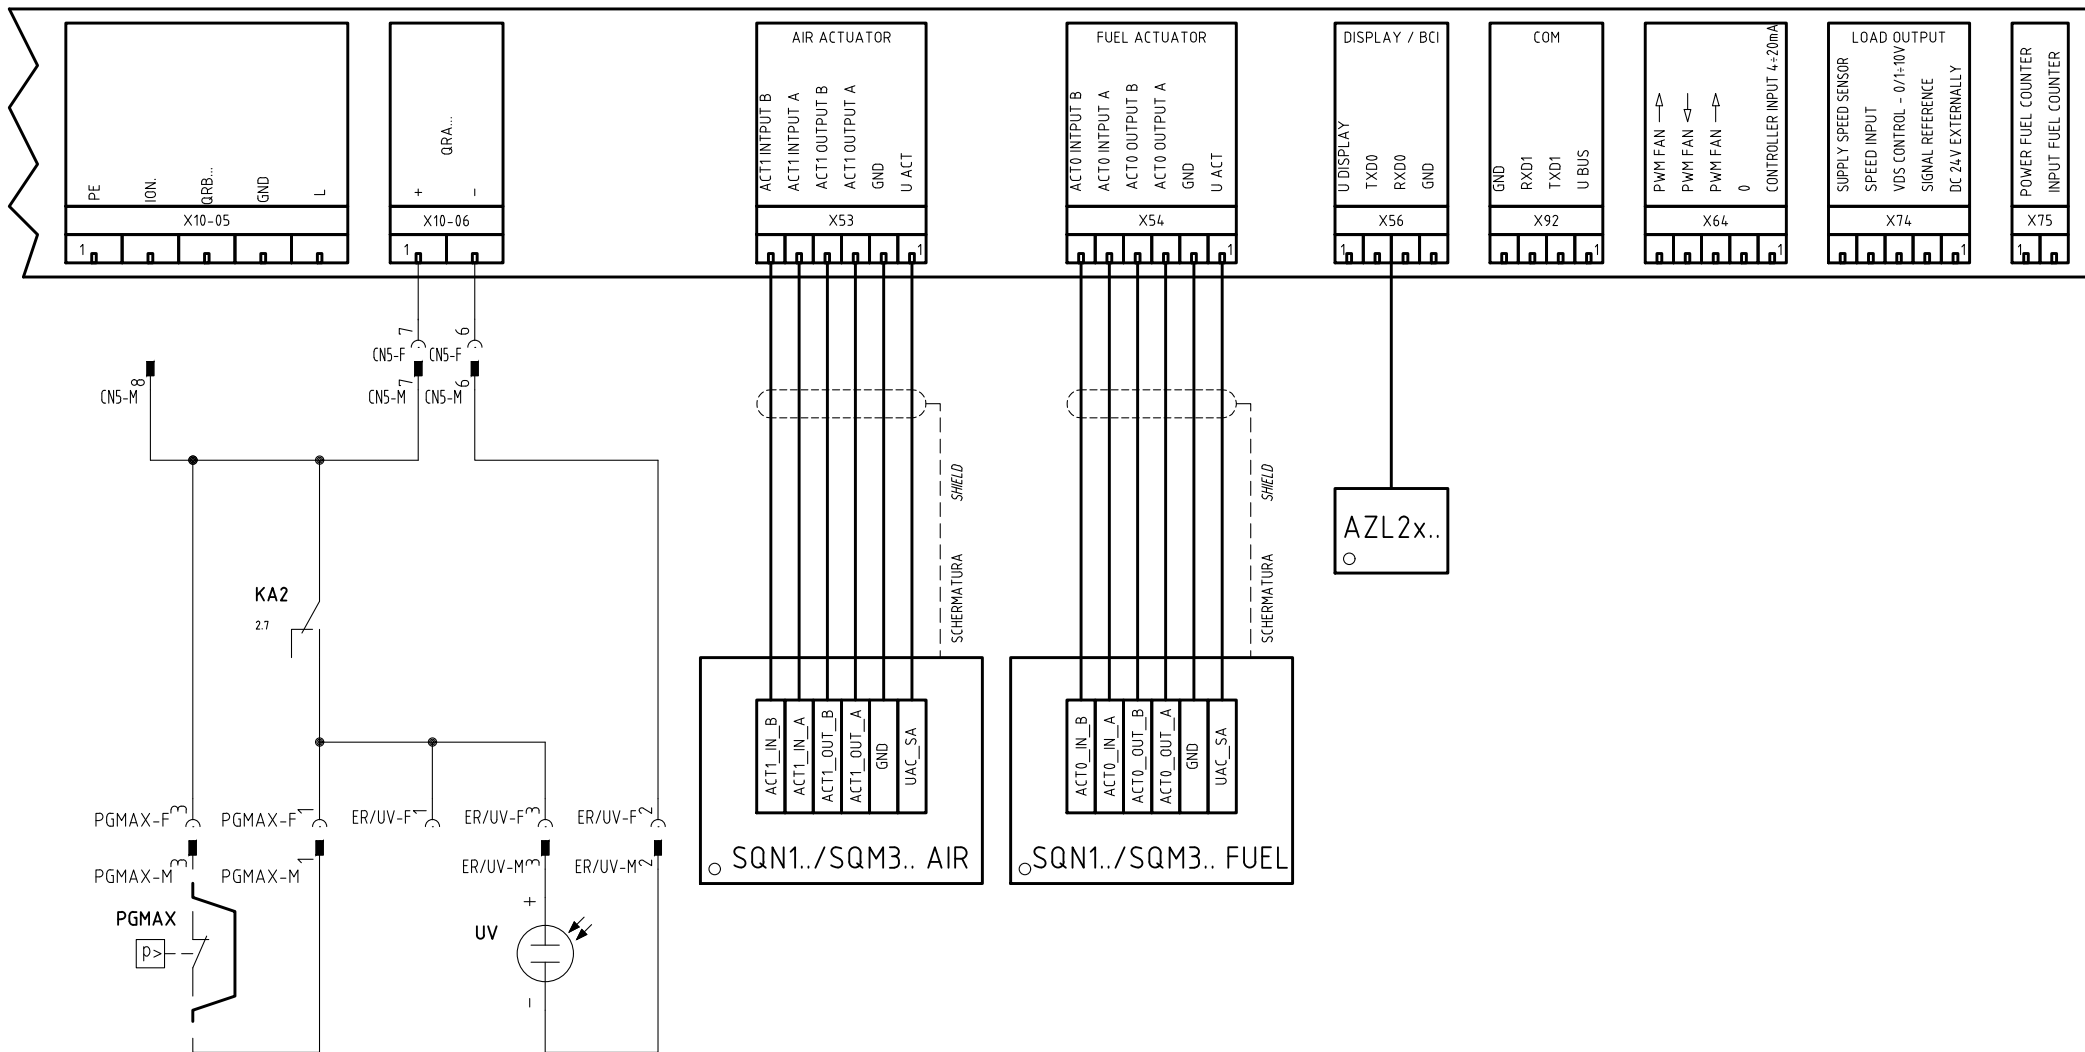 PE
ION.
QRB...
GND
L
X10-05
1
+
QRA...
-
X10-06
1
AIR ACTUATOR
ACT1 INTPUT B
ACT1 INTPUT A
ACT1 OUTPUT B
ACT1 OUTPUT A
GND
U ACT
X53
1
FUEL ACTUATOR
ACT0 INTPUT B
ACT0 INTPUT A
ACT0 OUTPUT B
ACT0 OUTPUT A
GND
U ACT
X54
1
DISPLAY / BCI
U DISPLAY
TXD0
RXD0
GND
X56
1
COM
GND
RXD1
TXD1
U BUS
X92
1
PWM FAN
PWM FAN
PWM FAN
0
CONTROLLER INPUT 4÷20mA
X64
1
LOAD OUTPUT
SUPPLY SPEED SENSOR
SPEED INPUT
VDS CONTROL - 0/1÷10V
SIGNAL REFERENCE
DC 24V EXTERNALLY
X74
1
POWER FUEL COUNTER
INPUT FUEL COUNTER
X75
1
CN5-F 7
CN5-F 6
CN5-M 8
CN5-M 7
CN5-M 6
SHIELD
SCHERMATURA
SHIELD
SCHERMATURA
AZL2x..
KA2
2.7
ACT1_IN_B
ACT1_IN_A
ACT1_OUT_B
ACT1_OUT_A
GND
UAC_SA
SQN1../SQM3.. AIR
ACT0_IN_B
ACT0_IN_A
ACT0_OUT_B
ACT0_OUT_A
GND
UAC_SA
SQN1../SQM3.. FUEL
PGMAX-F 3
PGMAX-F 1
ER/UV-F 1
ER/UV-F 3
ER/UV-F 2
PGMAX-M 3
PGMAX-M 1
ER/UV-M 3
ER/UV-M 2
PGMAX
P>
UV
+
-